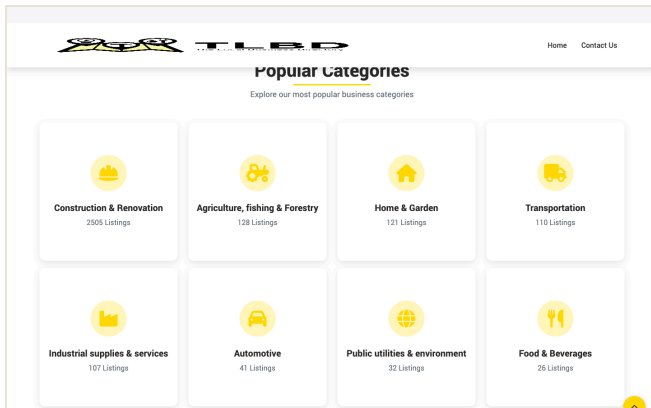 TLBD
Home Contact Us
Popular Categories
Explore our most popular business categories
Construction & Renovation
2505 Listings
Agriculture, fishing & Forestry
128 Listings
Home & Garden
121 Listings
Transportation
110 Listings
Industrial supplies & services
107 Listings
Automotive
41 Listings
Public utilities & environment
32 Listings
Food & Beverages
26 Listings